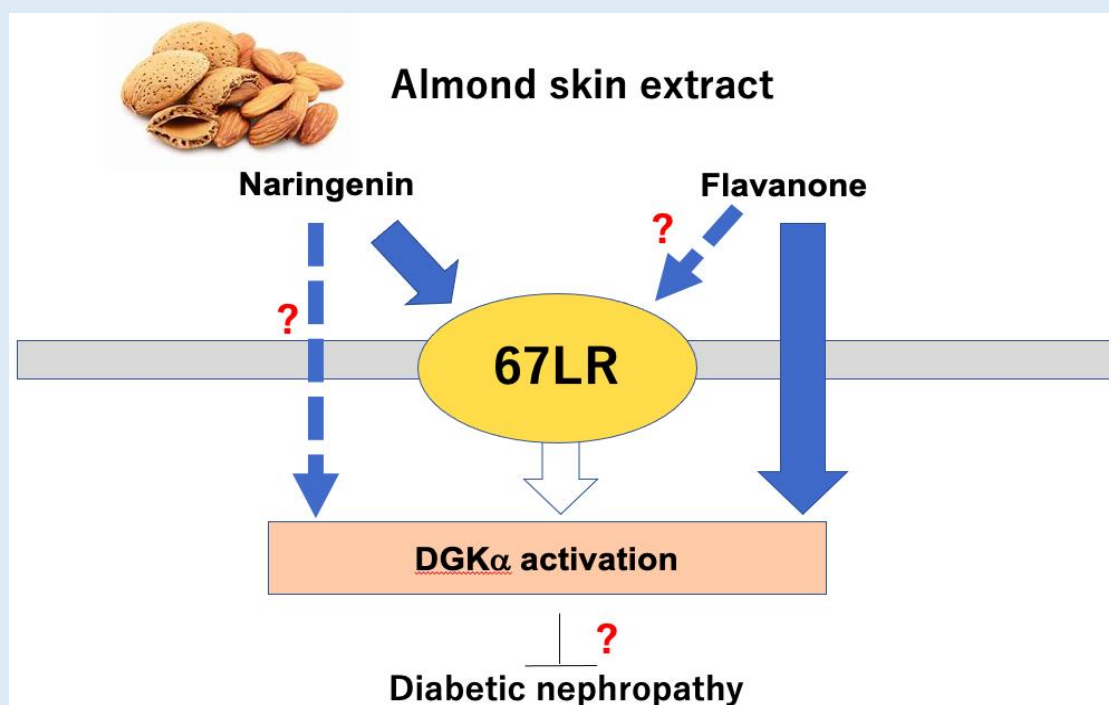 Almond skin extract
Naringenin
Flavanone
?
?
67LR
DGKα activation
?
Diabetic nephropathy